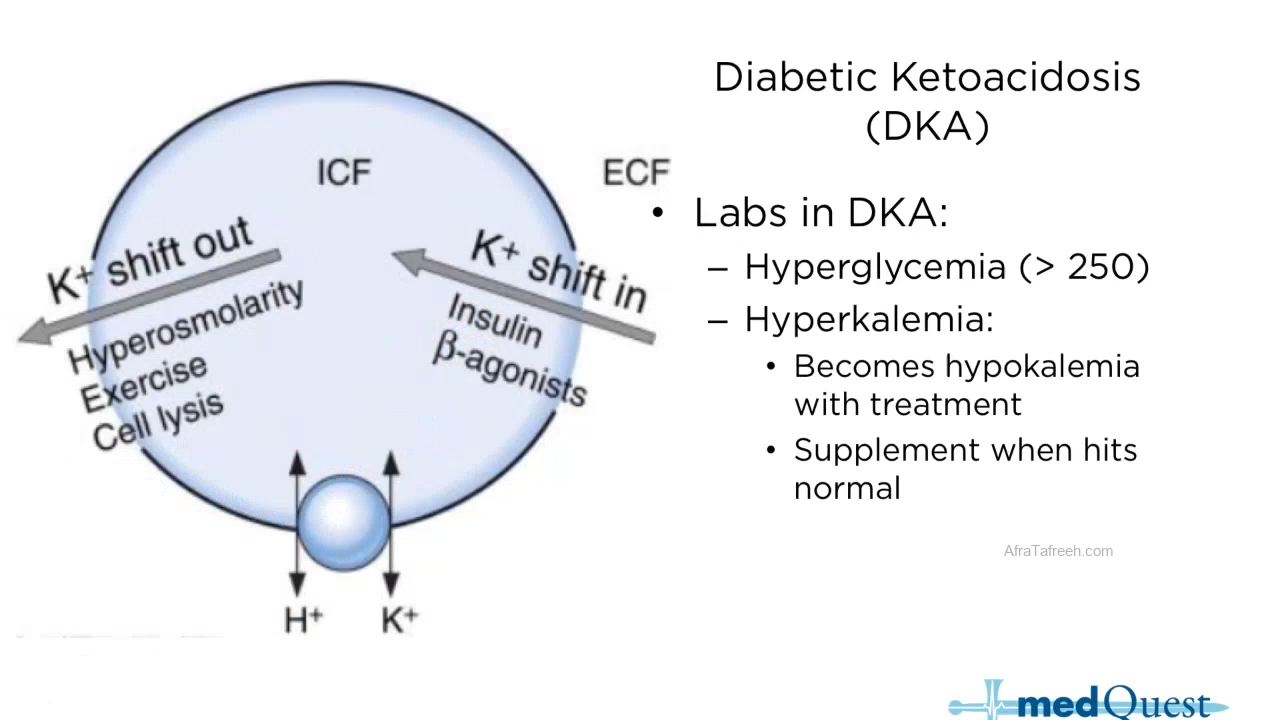 Diabetic Ketoacidosis
(DKA)
ICF
ECF
K+ shift out
Hyperosmolarity
Exercise
Cell lysis
K+ shift in
Insulin
β-agonists
H+
K+
• Labs in DKA:
– Hyperglycemia (> 250)
– Hyperkalemia:
• Becomes hypokalemia
with treatment
• Supplement when hits
normal
AfraTafreeh.com
medQuest